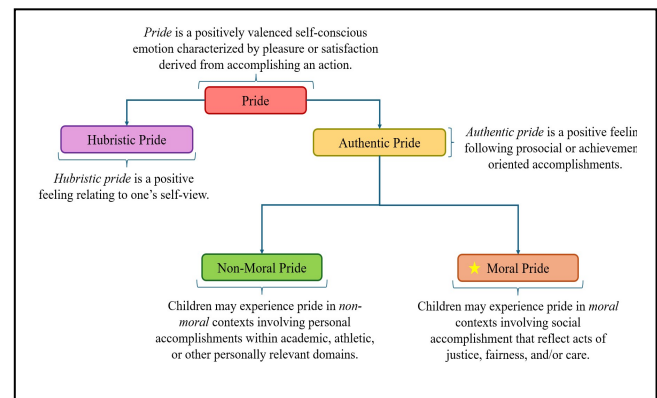 Pride is a positively valenced self-conscious
emotion characterized by pleasure or satisfaction
derived from accomplishing an action.
Pride
Hubristic Pride
Authentic Pride
Authentic pride is a positive
following prosocial or
oriented accomplishments.
Hubristic pride is a positive
feeling relating to one's self-view.
Non-Moral Pride
Moral Pride
Children may experience pride in non-
moral contexts involving personal
accomplishments within academic, athletic,
or other personally relevant domains.
Children may experience pride in moral
contexts involving social
accomplishment that reflect acts of
justice, fairness, and/or care.